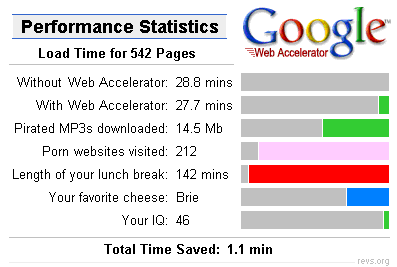 Performance Statistics
Google
Web Accelerator
Load Time for 542 Pages
Without Web Accelerator: 28.8 mins
With Web Accelerator: 27.7 mins
Pirated MP3s downloaded: 14.5 Mb
Porn websites visited: 212
Length of your lunch break: 142 mins
Your favorite cheese: Brie
Your IQ: 46
Total Time Saved: 1.1 min
revs.org